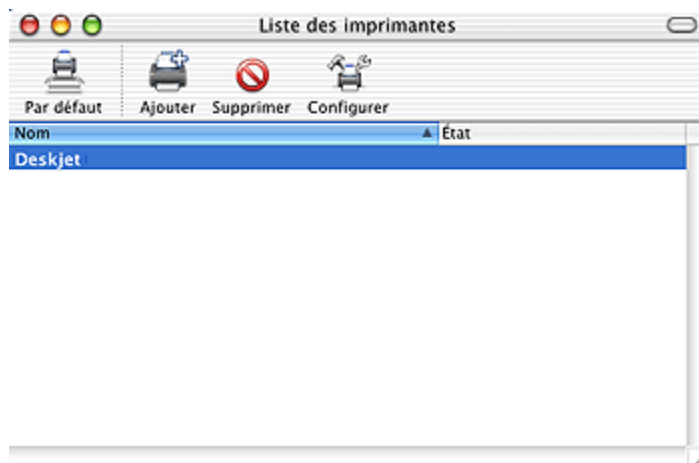 Liste des imprimantes
Par défaut Ajouter Supprimer Configurer
Nom État
Deskjet